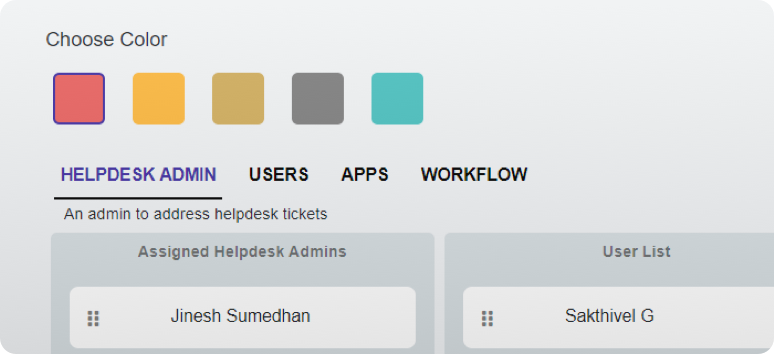 Choose Color
HELPDESK ADMIN USERS APPS WORKFLOW
An admin to address helpdesk tickets
Assigned Helpdesk Admins User List
Jinesh Sumedhan Sakthivel G